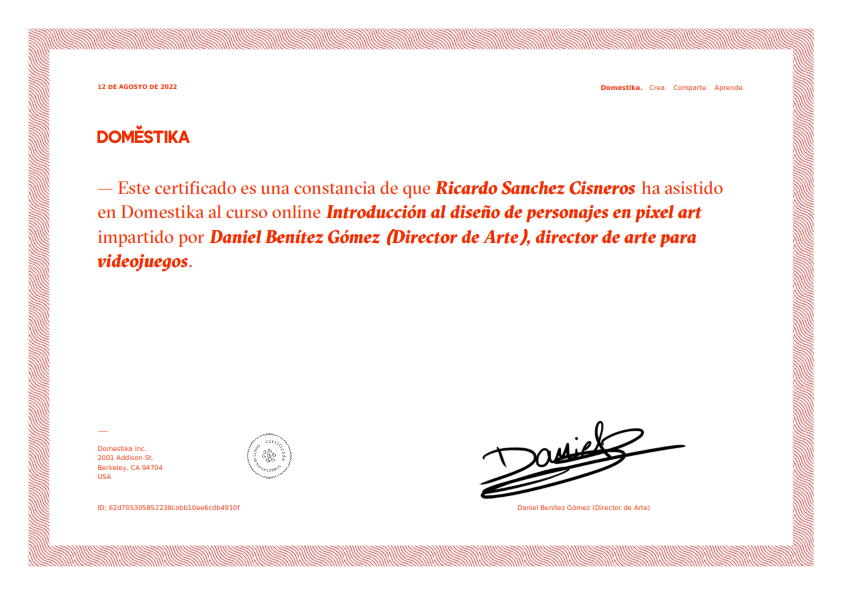 12 DE AGOSTO DE 2022
Domestika. Crea. Comparte. Aprende.
DOMĔSTIKA
— Este certificado es una constancia de que Ricardo Sanchez Cisneros ha asistido
en Domestika al curso online Introducción al diseño de personajes en pixel art
impartido por Daniel Benítez Gómez (Director de Arte), director de arte para
videojuegos.
—
Domestika Inc.
2001 Addison St.
Berkeley, CA 94704
USA
Daniel
ID: 62d705305852238cabb10ee6cdb4910f
Daniel Benítez Gómez (Director de Arte)